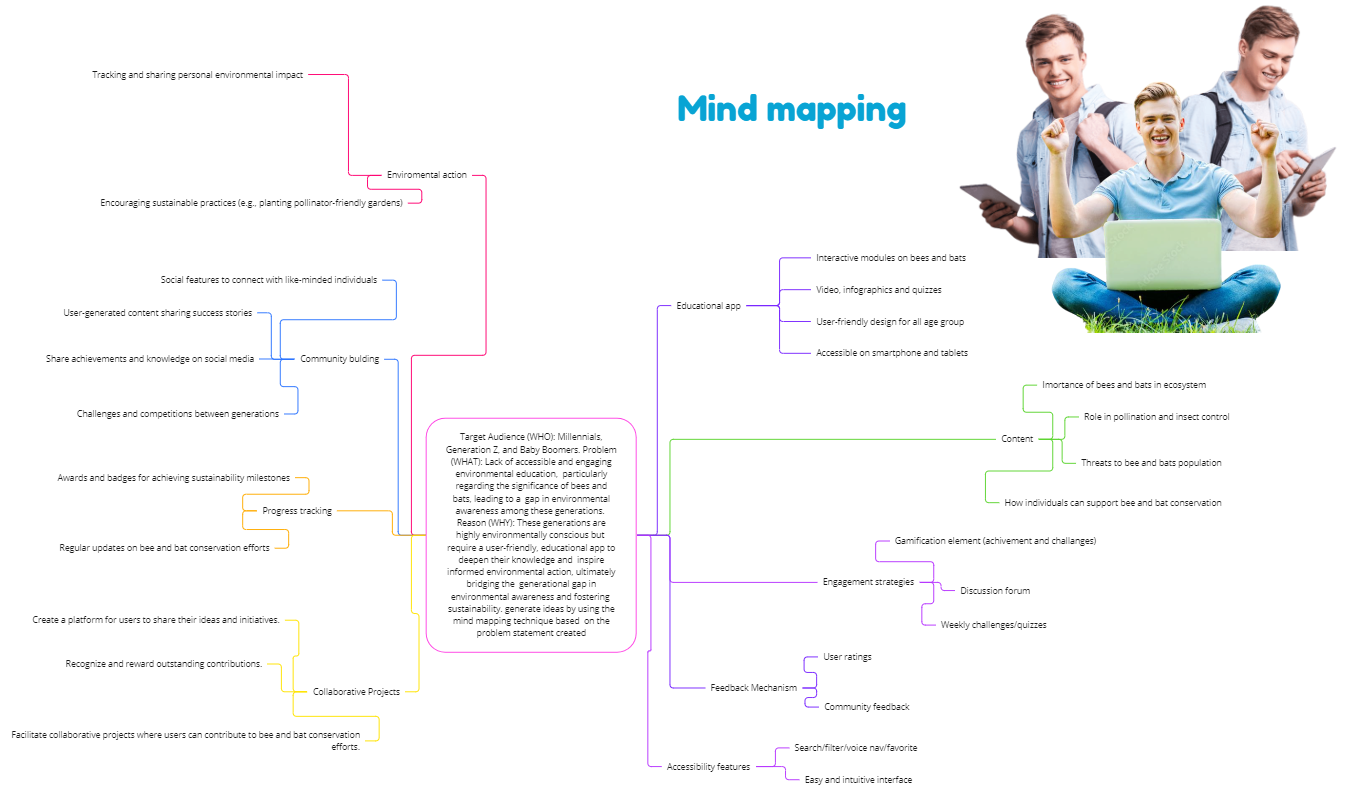 Mind mapping
Tracking and sharing personal environmental impact
Enviromental action
Encouraging sustainable practices (e.g., planting pollinator-friendly gardens)
Social features to connect with like-minded individuals
User-generated content sharing success stories
Share achievements and knowledge on social media
Community bulding
Challenges and competitions between generations
Awards and badges for achieving sustainability milestones
Progress tracking
Regular updates on bee and bat conservation efforts
Create a platform for users to share their ideas and initiatives.
Recognize and reward outstanding contributions.
Collaborative Projects
Facilitate collaborative projects where users can contribute to bee and bat conservation
efforts.
Target Audience (WHO): Millennials,
Generation Z, and Baby Boomers. Problem
(WHAT): Lack of accessible and engaging
environmental education, particularly
regarding the significance of bees and
bats, leading to a gap in environmental
awareness among these generations.
Reason (WHY): These generations are
highly environmentally conscious but
require a user-friendly, educational app to
deepen their knowledge and inspire
informed environmental action, ultimately
bridging the generational gap in
environmental awareness and fostering
sustainability. generate ideas by using the
mind mapping technique based on the
problem statement created
Educational app
Interactive modules on bees and bats
Video, infographics and quizzes
User-friendly design for all age group
Accessible on smartphone and tablets
Content
Imortance of bees and bats in ecosystem
Role in pollination and insect control
Threats to bee and bats population
How individuals can support bee and bat conservation
Engagement strategies
Gamification element (achivement and challanges)
Discussion forum
Weekly challenges/quizzes
Feedback Mechanism
User ratings
Community feedback
Accessibility features
Search/filter/voice nav/favorite
Easy and intuitive interface